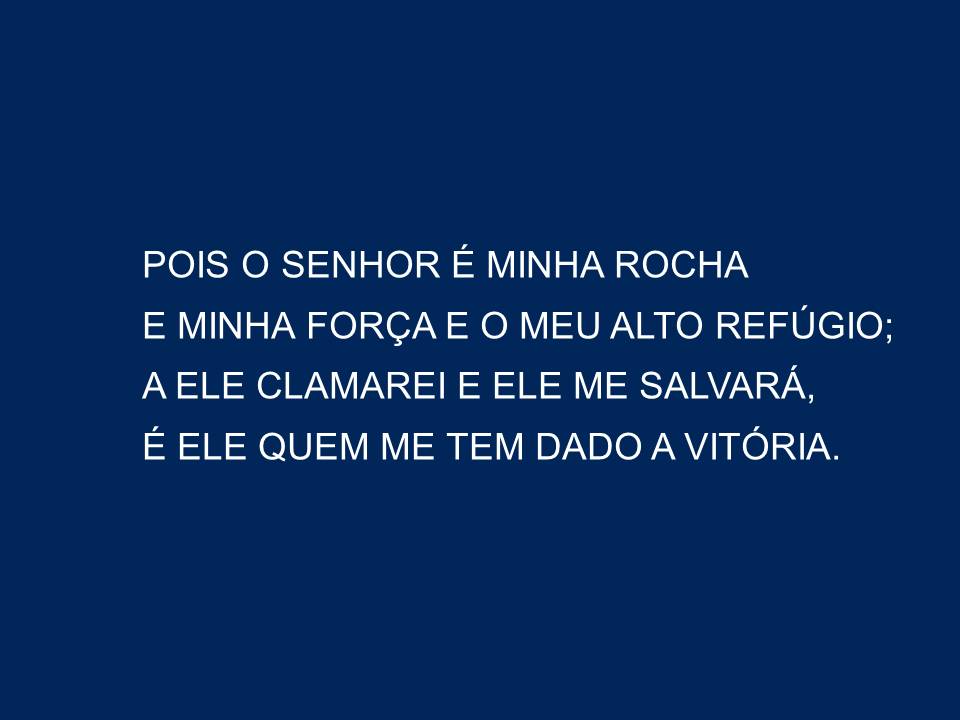 POIS O SENHOR É MINHA ROCHA
E MINHA FORÇA E O MEU ALTO REFÚGIO;
A ELE CLAMAREI E ELE ME SALVARÁ,
É ELE QUEM ME TEM DADO A VITÓRIA.